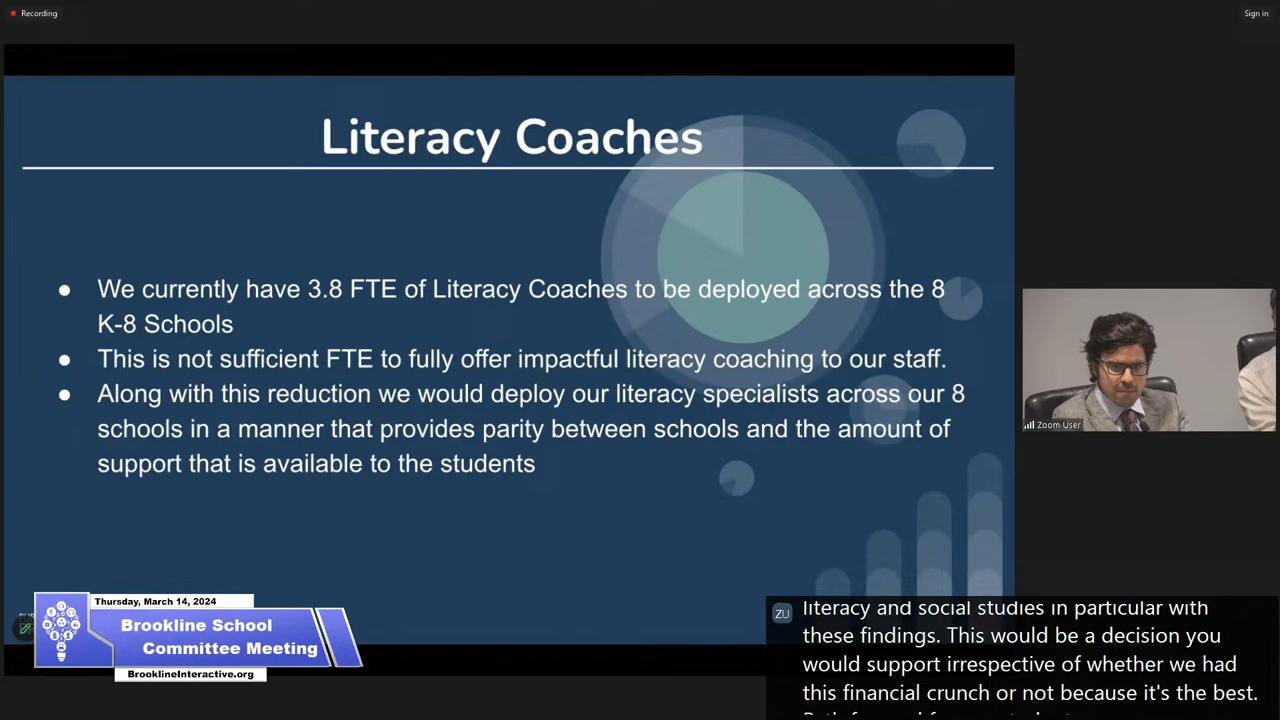 Recording
Sign in
Literacy Coaches
● We currently have 3.8 FTE of Literacy Coaches to be deployed across the 8
K-8 Schools
● This is not sufficient FTE to fully offer impactful literacy coaching to our staff.
● Along with this reduction we would deploy our literacy specialists across our 8
schools in a manner that provides parity between schools and the amount of
support that is available to the students
Zoom User
Thursday, March 14, 2024
Brookline School
Committee Meeting
BrooklineInteractive.org
ZU
literacy and social studies in particular with
these findings. This would be a decision you
would support irrespective of whether we had
this financial crunch or not because it's the best.